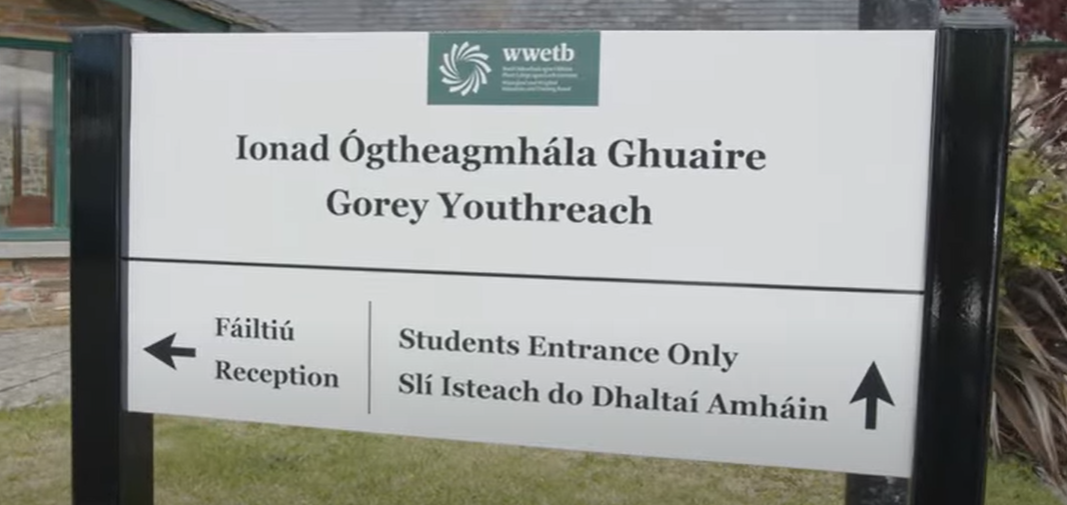 wwetb
Ionad Ógtheagmhála Ghuaire
Gorey Youthreach
Fáiltiú
Reception
Students Entrance Only
Slí Isteach do Dhaltaí Amháin